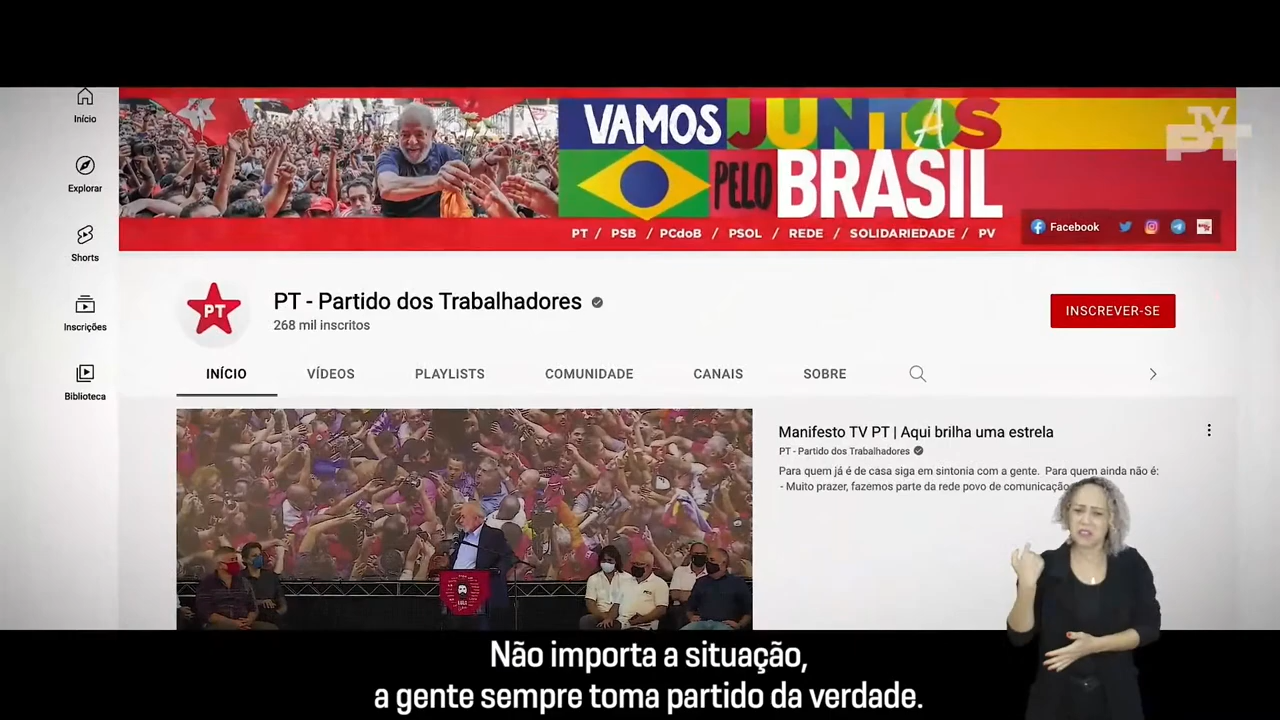 VAMOS JUNTAS
PELO BRASIL
PT / PSB / PCdoB / PSOL / REDE / SOLIDARIEDADE / PV
Facebook
TV
PT
Início
Explorar
Shorts
Inscrições
Biblioteca
PT
PT - Partido dos Trabalhadores
268 mil inscritos
INSCREVER-SE
INÍCIO VÍDEOS PLAYLISTS COMUNIDADE CANAIS SOBRE
Manifesto TV PT | Aqui brilha uma estrela
PT - Partido dos Trabalhadores
Para quem já é de casa siga em sintonia com a gente. Para quem ainda não é:
- Muito prazer, fazemos parte da rede povo de comunicação
LULA
Não importa a situação,
a gente sempre toma partido da verdade.